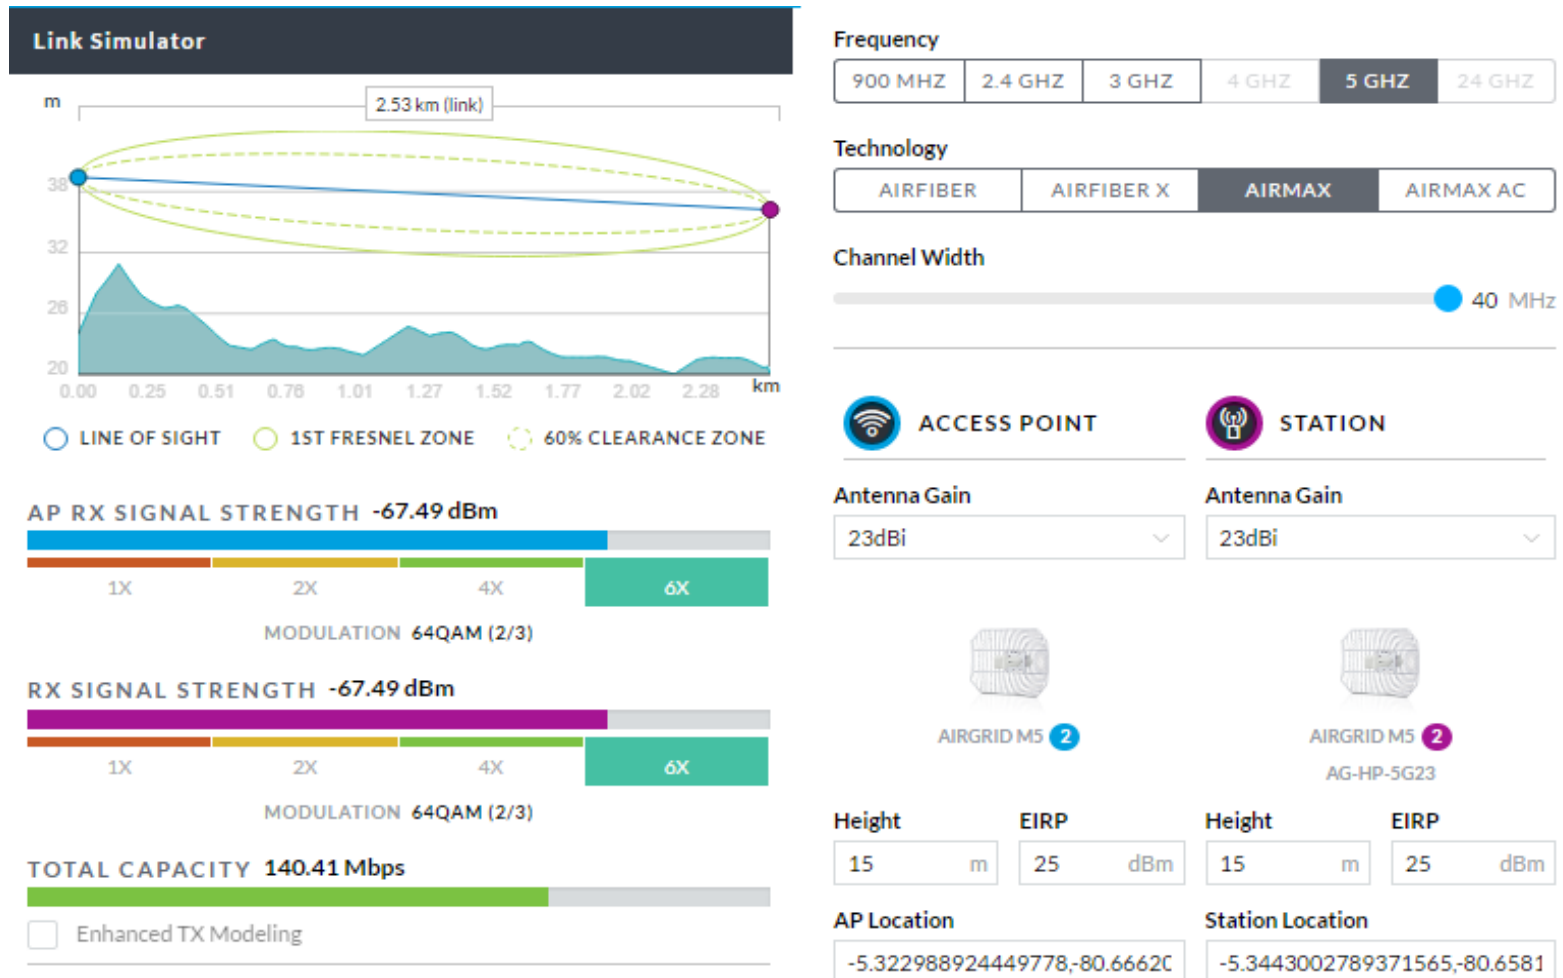 Link Simulator
m
2.53 km (link)
38
32
26
20
0.00 0.25 0.51 0.76 1.01 1.27 1.52 1.77 2.02 2.28 km
LINE OF SIGHT 1ST FRESNEL ZONE 60% CLEARANCE ZONE
AP RX SIGNAL STRENGTH -67.49 dBm
1X 2X 4X 6X
MODULATION 64QAM (2/3)
RX SIGNAL STRENGTH -67.49 dBm
1X 2X 4X 6X
MODULATION 64QAM (2/3)
TOTAL CAPACITY 140.41 Mbps
Enhanced TX Modeling
Frequency
900 MHZ 2.4 GHZ 3 GHZ 4 GHZ 5 GHZ 24 GHZ
Technology
AIRFIBER AIRFIBER X AIRMAX AIRMAX AC
Channel Width
40 MHz
ACCESS POINT STATION
Antenna Gain Antenna Gain
23dBi 23dBi
AIRGRID M5 2 AIRGRID M5 2
AG-HP-5G23
Height EIRP Height EIRP
15 m 25 dBm 15 m 25 dBm
AP Location Station Location
-5.322988924449778,-80.66620 -5.3443002789371565,-80.6581